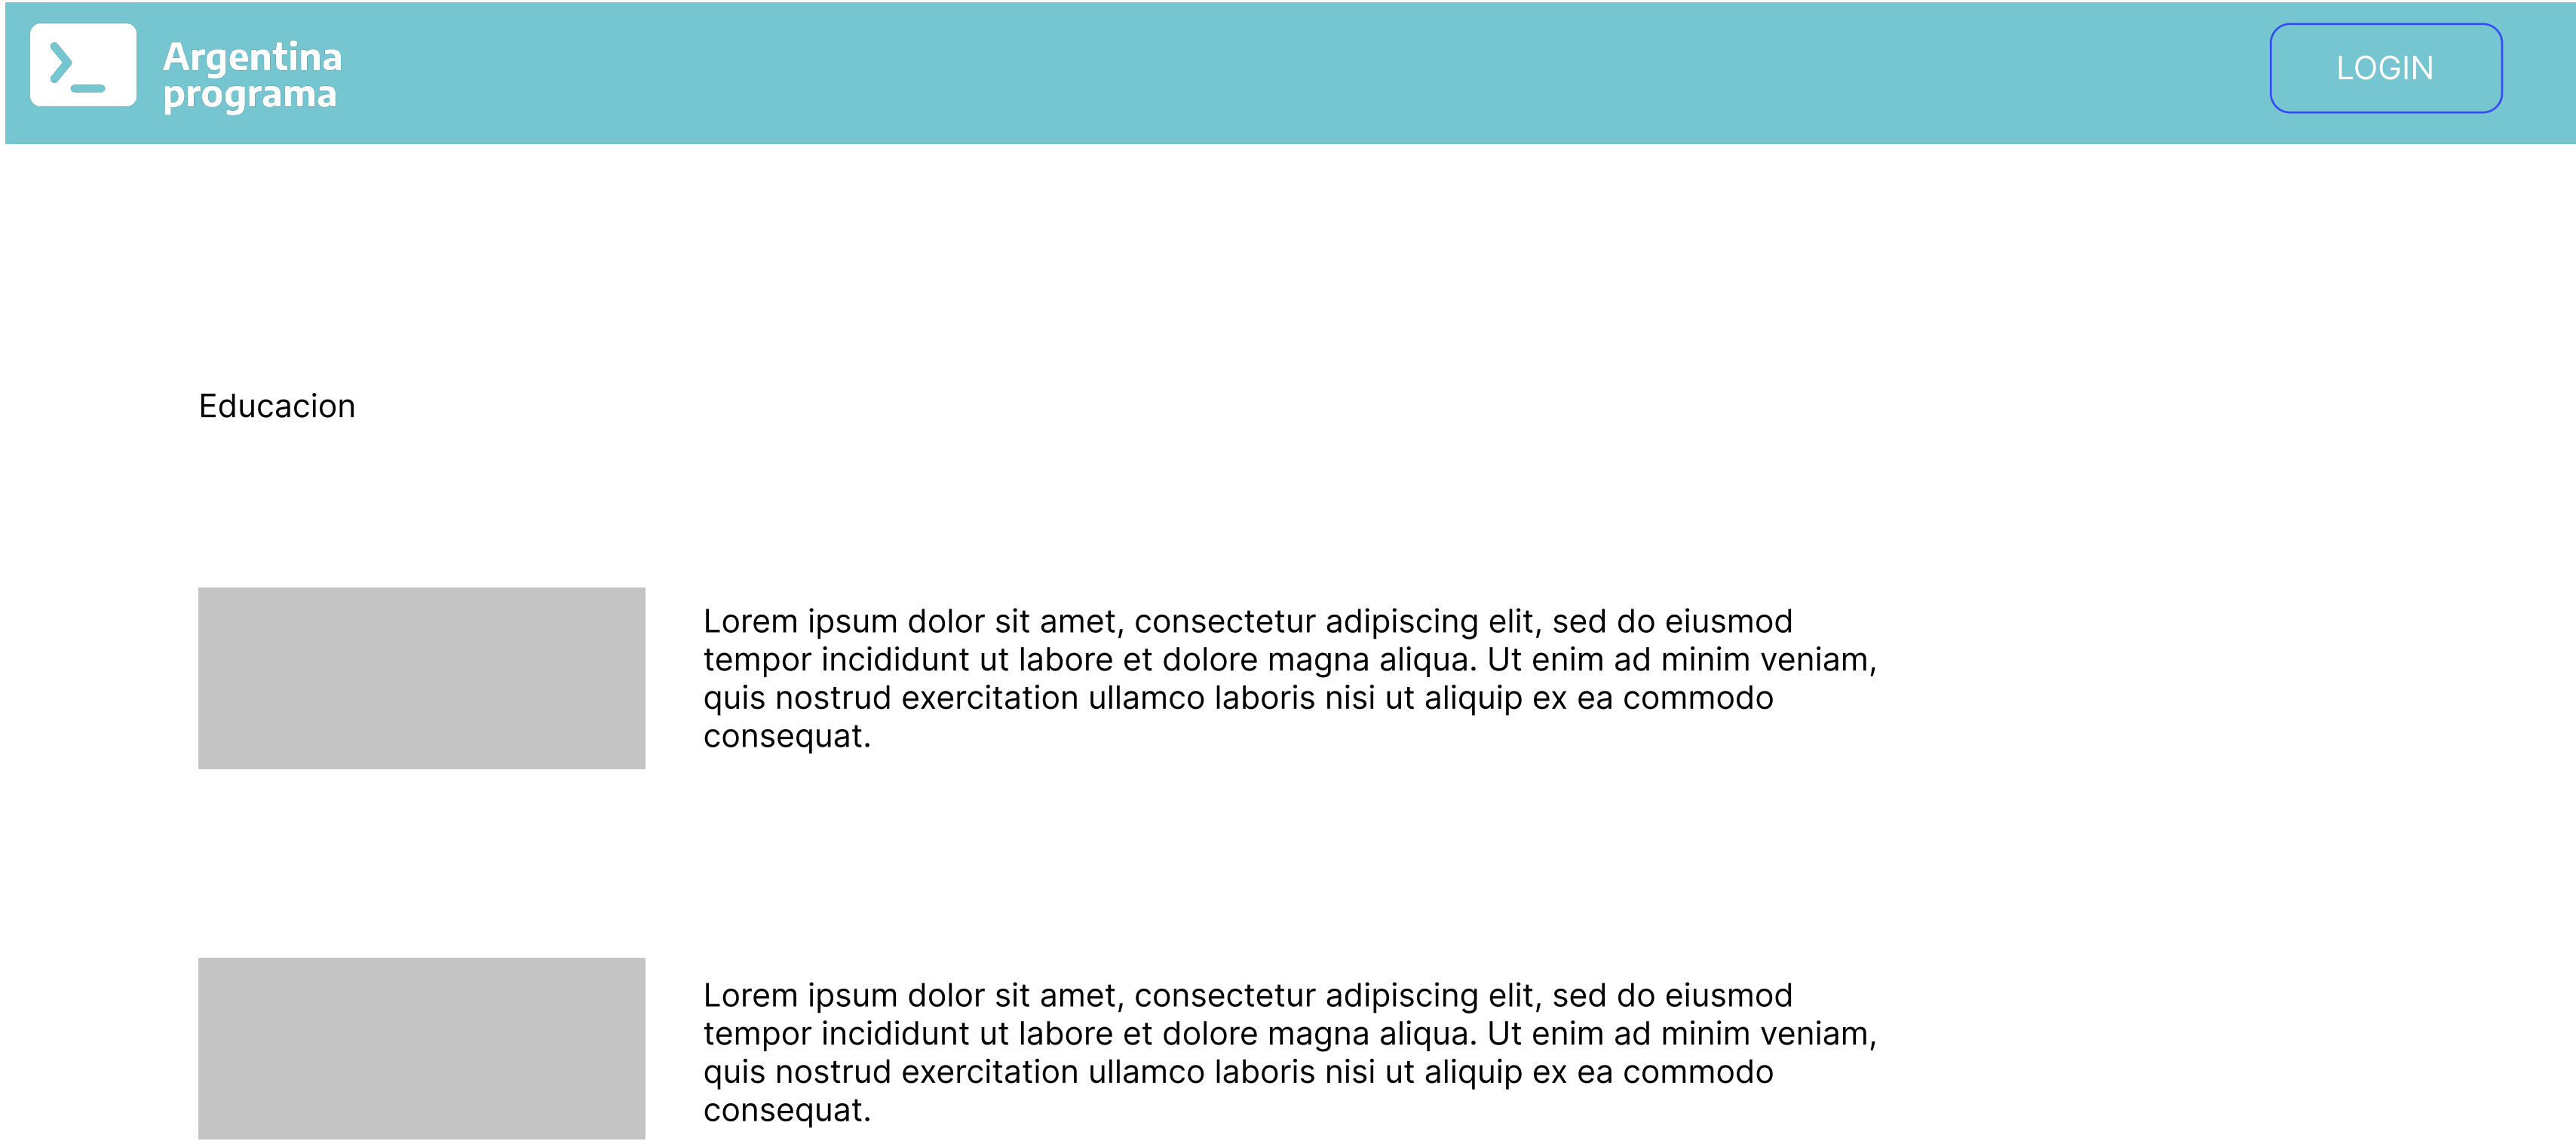 Argentina
programa
LOGIN
Educacion
Lorem ipsum dolor sit amet, consectetur adipiscing elit, sed do eiusmod
tempor incididunt ut labore et dolore magna aliqua. Ut enim ad minim veniam,
quis nostrud exercitation ullamco laboris nisi ut aliquip ex ea commodo
consequat.
Lorem ipsum dolor sit amet, consectetur adipiscing elit, sed do eiusmod
tempor incididunt ut labore et dolore magna aliqua. Ut enim ad minim veniam,
quis nostrud exercitation ullamco laboris nisi ut aliquip ex ea commodo
consequat.